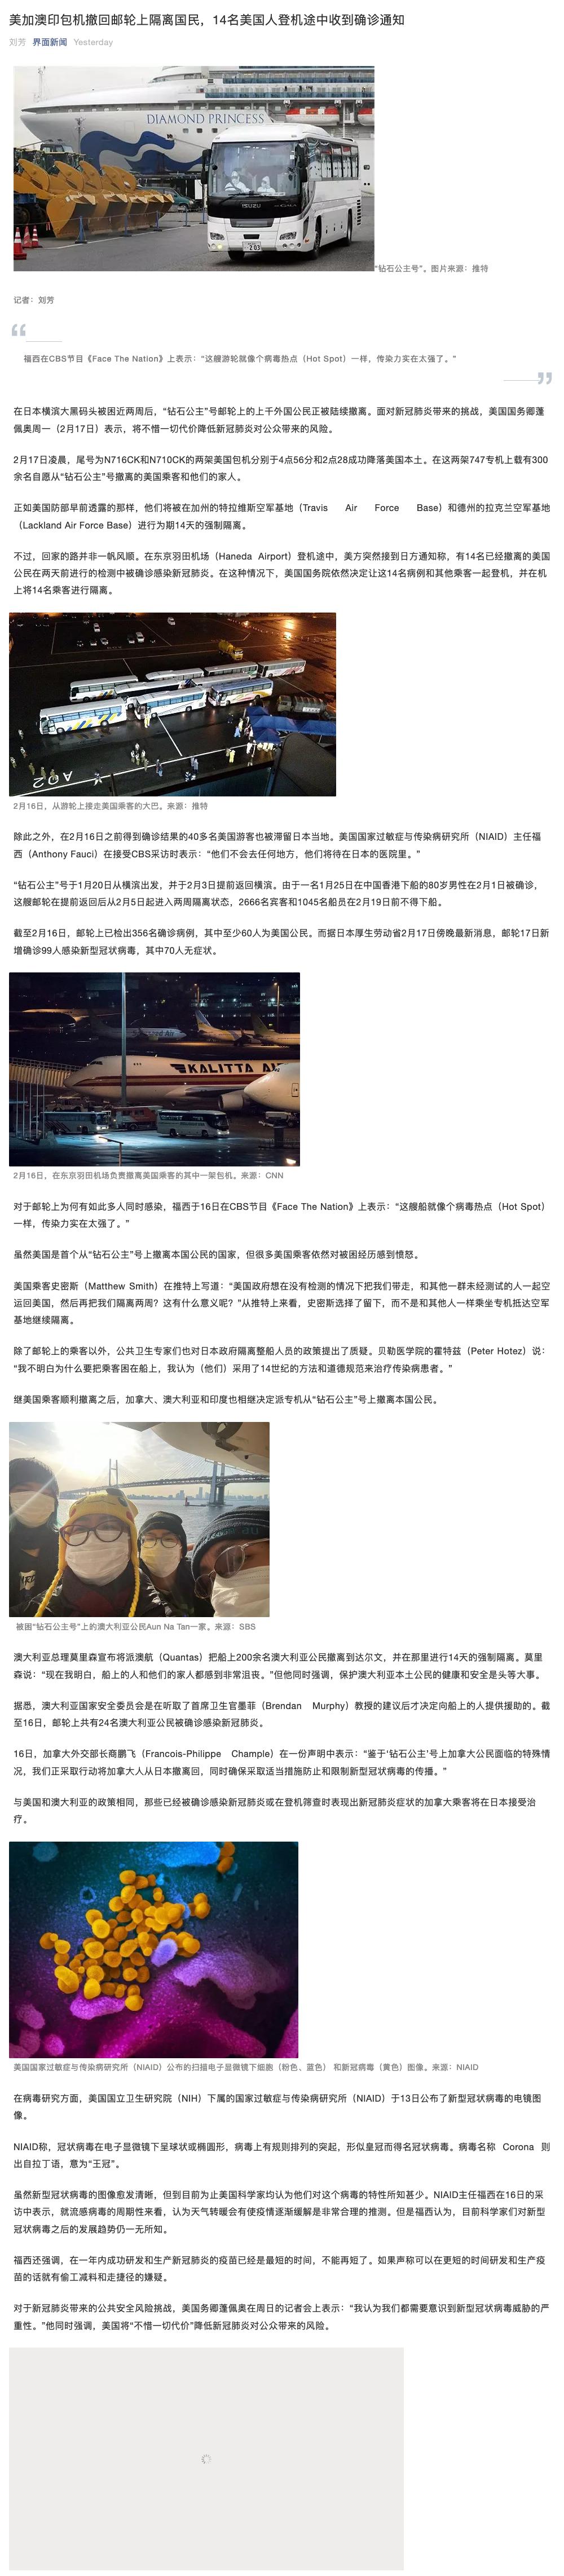 美加澳印包机撤回邮轮上隔离国民，14名美国人登机途中收到确诊通知
刘芳 界面新闻 Yesterday
DIAMOND PRINCESS
ISUZU
2 03
“钻石公主号”。图片来源：推特
记者：刘芳
“
福西在CBS节目《Face The Nation》上表示：“这艘游轮就像个病毒热点（Hot Spot）一样，传染力实在太强了。”
”
在日本横滨大黑码头被困近两周后，“钻石公主”号邮轮上的上千外国公民正被陆续撤离。面对新冠肺炎带来的挑战，美国国务卿蓬
佩奥周一（2月17日）表示，将不惜一切代价降低新冠肺炎对公众带来的风险。
2月17日凌晨，尾号为N716CK和N710CK的两架美国包机分别于4点56分和2点28成功降落美国本土。在这两架747专机上载有300
余名自愿从“钻石公主”号撤离的美国乘客和他们的家人。
正如美国防部早前透露的那样，他们将被在加州的特拉维斯空军基地（Travis Air Force Base）和德州的拉克兰空军基地
（Lackland Air Force Base）进行为期14天的强制隔离。
不过，回家的路并非一帆风顺。在东京羽田机场（Haneda Airport）登机途中，美方突然接到日方通知称，有14名已经撤离的美国
公民在两天前进行的检测中被确诊感染新冠肺炎。在这种情况下，美国国务院依然决定让这14名病例和其他乘客一起登机，并在机
上将14名乘客进行隔离。
2月16日，从游轮上接走美国乘客的大巴。来源：推特
除此之外，在2月16日之前得到确诊结果的40多名美国游客也被滞留日本当地。美国国家过敏症与传染病研究所（NIAID）主任福
西（Anthony Fauci）在接受CBS采访时表示：“他们不会去任何地方，他们将待在日本的医院里。”
“钻石公主”号于1月20日从横滨出发，并于2月3日提前返回横滨。由于一名1月25日在中国香港下船的80岁男性在2月1日被确诊，
这艘邮轮在提前返回后从2月5日起进入两周隔离状态，2666名宾客和1045名船员在2月19日前不得下船。
截至2月16日，邮轮上已检出356名确诊病例，其中至少60人为美国公民。而据日本厚生劳动省2月17日傍晚最新消息，邮轮17日新
增确诊99人感染新型冠状病毒，其中70人无症状。
KALITTA AIR
2月16日，在东京羽田机场负责撤离美国乘客的其中一架包机。来源：CNN
对于邮轮上为何有如此多人同时感染，福西于16日在CBS节目《Face The Nation》上表示：“这艘船就像个病毒热点（Hot Spot）
一样，传染力实在太强了。”
虽然美国是首个从“钻石公主”号上撤离本国公民的国家，但很多美国乘客依然对被困经历感到愤怒。
美国乘客史密斯（Matthew Smith）在推特上写道：“美国政府想在没有检测的情况下把我们带走，和其他一群未经测试的人一起空
运回美国，然后再把我们隔离两周？这有什么意义呢？”从推特上来看，史密斯选择了留下，而不是和其他人一样乘坐专机抵达空军
基地继续隔离。
除了邮轮上的乘客以外，公共卫生专家们也对日本政府隔离整船人员的政策提出了质疑。贝勒医学院的霍特兹（Peter Hotez）说：
“我不明白为什么要把乘客困在船上，我认为（他们）采用了14世纪的方法和道德规范来治疗传染病患者。”
继美国乘客顺利撤离之后，加拿大、澳大利亚和印度也相继决定派专机从“钻石公主”号上撤离本国公民。
被困“钻石公主号”上的澳大利亚公民Aun Na Tan一家。来源：SBS
澳大利亚总理莫里森宣布将派澳航（Quantas）把船上200余名澳大利亚公民撤离到达尔文，并在那里进行14天的强制隔离。莫里
森说：“现在我明白，船上的人和他们的家人都感到非常沮丧。”但他同时强调，保护澳大利亚本土公民的健康和安全是头等大事。
据悉，澳大利亚国家安全委员会是在听取了首席卫生官墨菲（Brendan Murphy）教授的建议后才决定向船上的人提供援助的。截
至16日，邮轮上共有24名澳大利亚公民被确诊感染新冠肺炎。
16日，加拿大外交部长商鹏飞（Francois-Philippe Chample）在一份声明中表示：“鉴于‘钻石公主’号上加拿大公民面临的特殊情
况，我们正采取行动将加拿大人从日本撤离回，同时确保采取适当措施防止和限制新型冠状病毒的传播。”
与美国和澳大利亚的政策相同，那些已经被确诊感染新冠肺炎或在登机筛查时表现出新冠肺炎症状的加拿大乘客将在日本接受治
疗。
美国国家过敏症与传染病研究所（NIAID）公布的扫描电子显微镜下细胞（粉色、蓝色） 和新冠病毒（黄色）图像。来源：NIAID
在病毒研究方面，美国国立卫生研究院（NIH）下属的国家过敏症与传染病研究所（NIAID）于13日公布了新型冠状病毒的电镜图
像。
NIAID称，冠状病毒在电子显微镜下呈球状或椭圆形，病毒上有规则排列的突起，形似皇冠而得名冠状病毒。病毒名称 Corona 则
出自拉丁语，意为“王冠”。
虽然新型冠状病毒的图像愈发清晰，但到目前为止美国科学家均认为他们对这个病毒的特性所知甚少。NIAID主任福西在16日的采
访中表示，就流感病毒的周期性来看，认为天气转暖会有使疫情逐渐缓解是非常合理的推测。但是福西认为，目前科学家们对新型
冠状病毒之后的发展趋势仍一无所知。
福西还强调，在一年内成功研发和生产新冠肺炎的疫苗已经是最短的时间，不能再短了。如果声称可以在更短的时间研发和生产疫
苗的话就有偷工减料和走捷径的嫌疑。
对于新冠肺炎带来的公共安全风险挑战，美国务卿蓬佩奥在周日的记者会上表示：“我认为我们都需要意识到新型冠状病毒威胁的严
重性。”他同时强调，美国将“不惜一切代价”降低新冠肺炎对公众带来的风险。